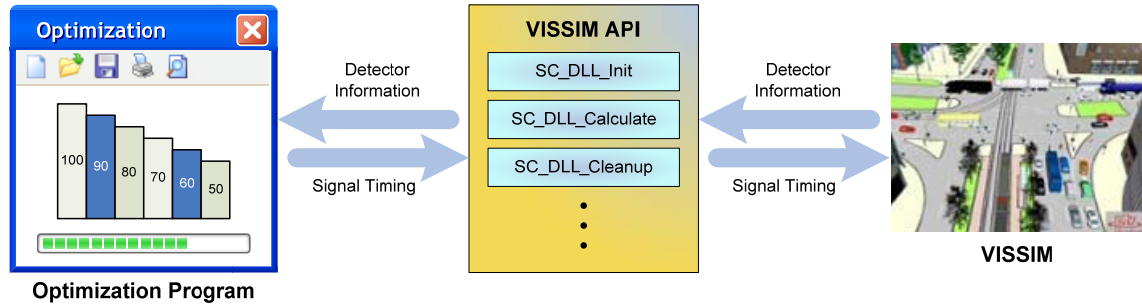 Optimization
100
90
80
70
60
50
Optimization Program
Detector
Information
Signal Timing
VISSIM API
SC_DLL_Init
SC_DLL_Calculate
SC_DLL_Cleanup
Detector
Information
Signal Timing
VISSIM